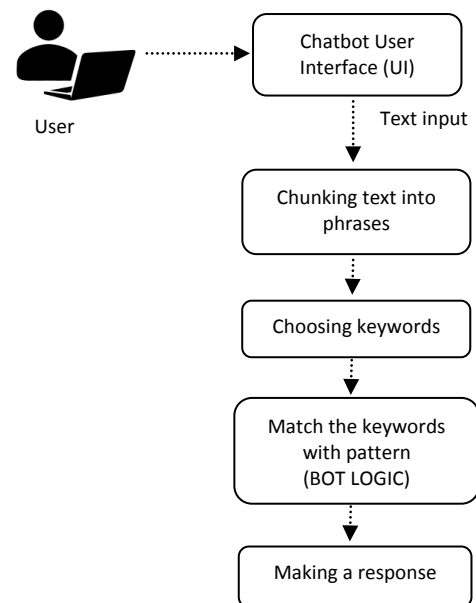 Chatbot User
Interface (UI)
User
Text input
Chunking text into
phrases
Choosing keywords
Match the keywords
with pattern
(BOT LOGIC)
Making a response